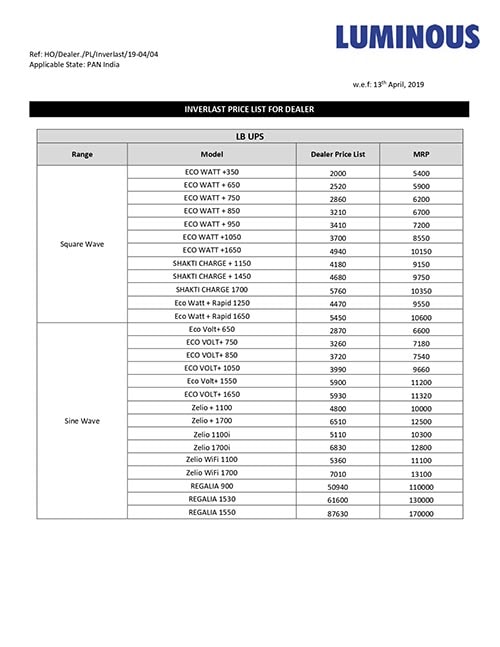 LUMINOUS
Ref: HO/Dealer./PL/Inverlast/19-04/04
Applicable State: PAN India
w.e.f: 13th April, 2019
INVERLAST PRICE LIST FOR DEALER
LB UPS
Range Model Dealer Price List MRP
Square Wave
ECO WATT +350 2000 5400
ECO WATT + 650 2520 5900
ECO WATT + 750 2860 6200
ECO WATT + 850 3210 6700
ECO WATT + 950 3410 7200
ECO WATT +1050 3700 8550
ECO WATT +1650 4940 10150
SHAKTI CHARGE + 1150 4180 9150
SHAKTI CHARGE + 1450 4680 9750
SHAKTI CHARGE 1700 5760 10350
Eco Watt + Rapid 1250 4470 9550
Eco Watt + Rapid 1650 5450 10600
Sine Wave
Eco Volt+ 650 2870 6600
ECO VOLT+ 750 3260 7180
ECO VOLT+ 850 3720 7540
ECO VOLT+ 1050 3990 9660
Eco Volt+ 1550 5900 11200
ECO VOLT+ 1650 5930 11320
Zelio + 1100 4800 10000
Zelio + 1700 6510 12500
Zelio 1100i 5110 10300
Zelio 1700i 6830 12800
Zelio WiFi 1100 5360 11100
Zelio WiFi 1700 7010 13100
REGALIA 900 50940 110000
REGALIA 1530 61600 130000
REGALIA 1550 87630 170000